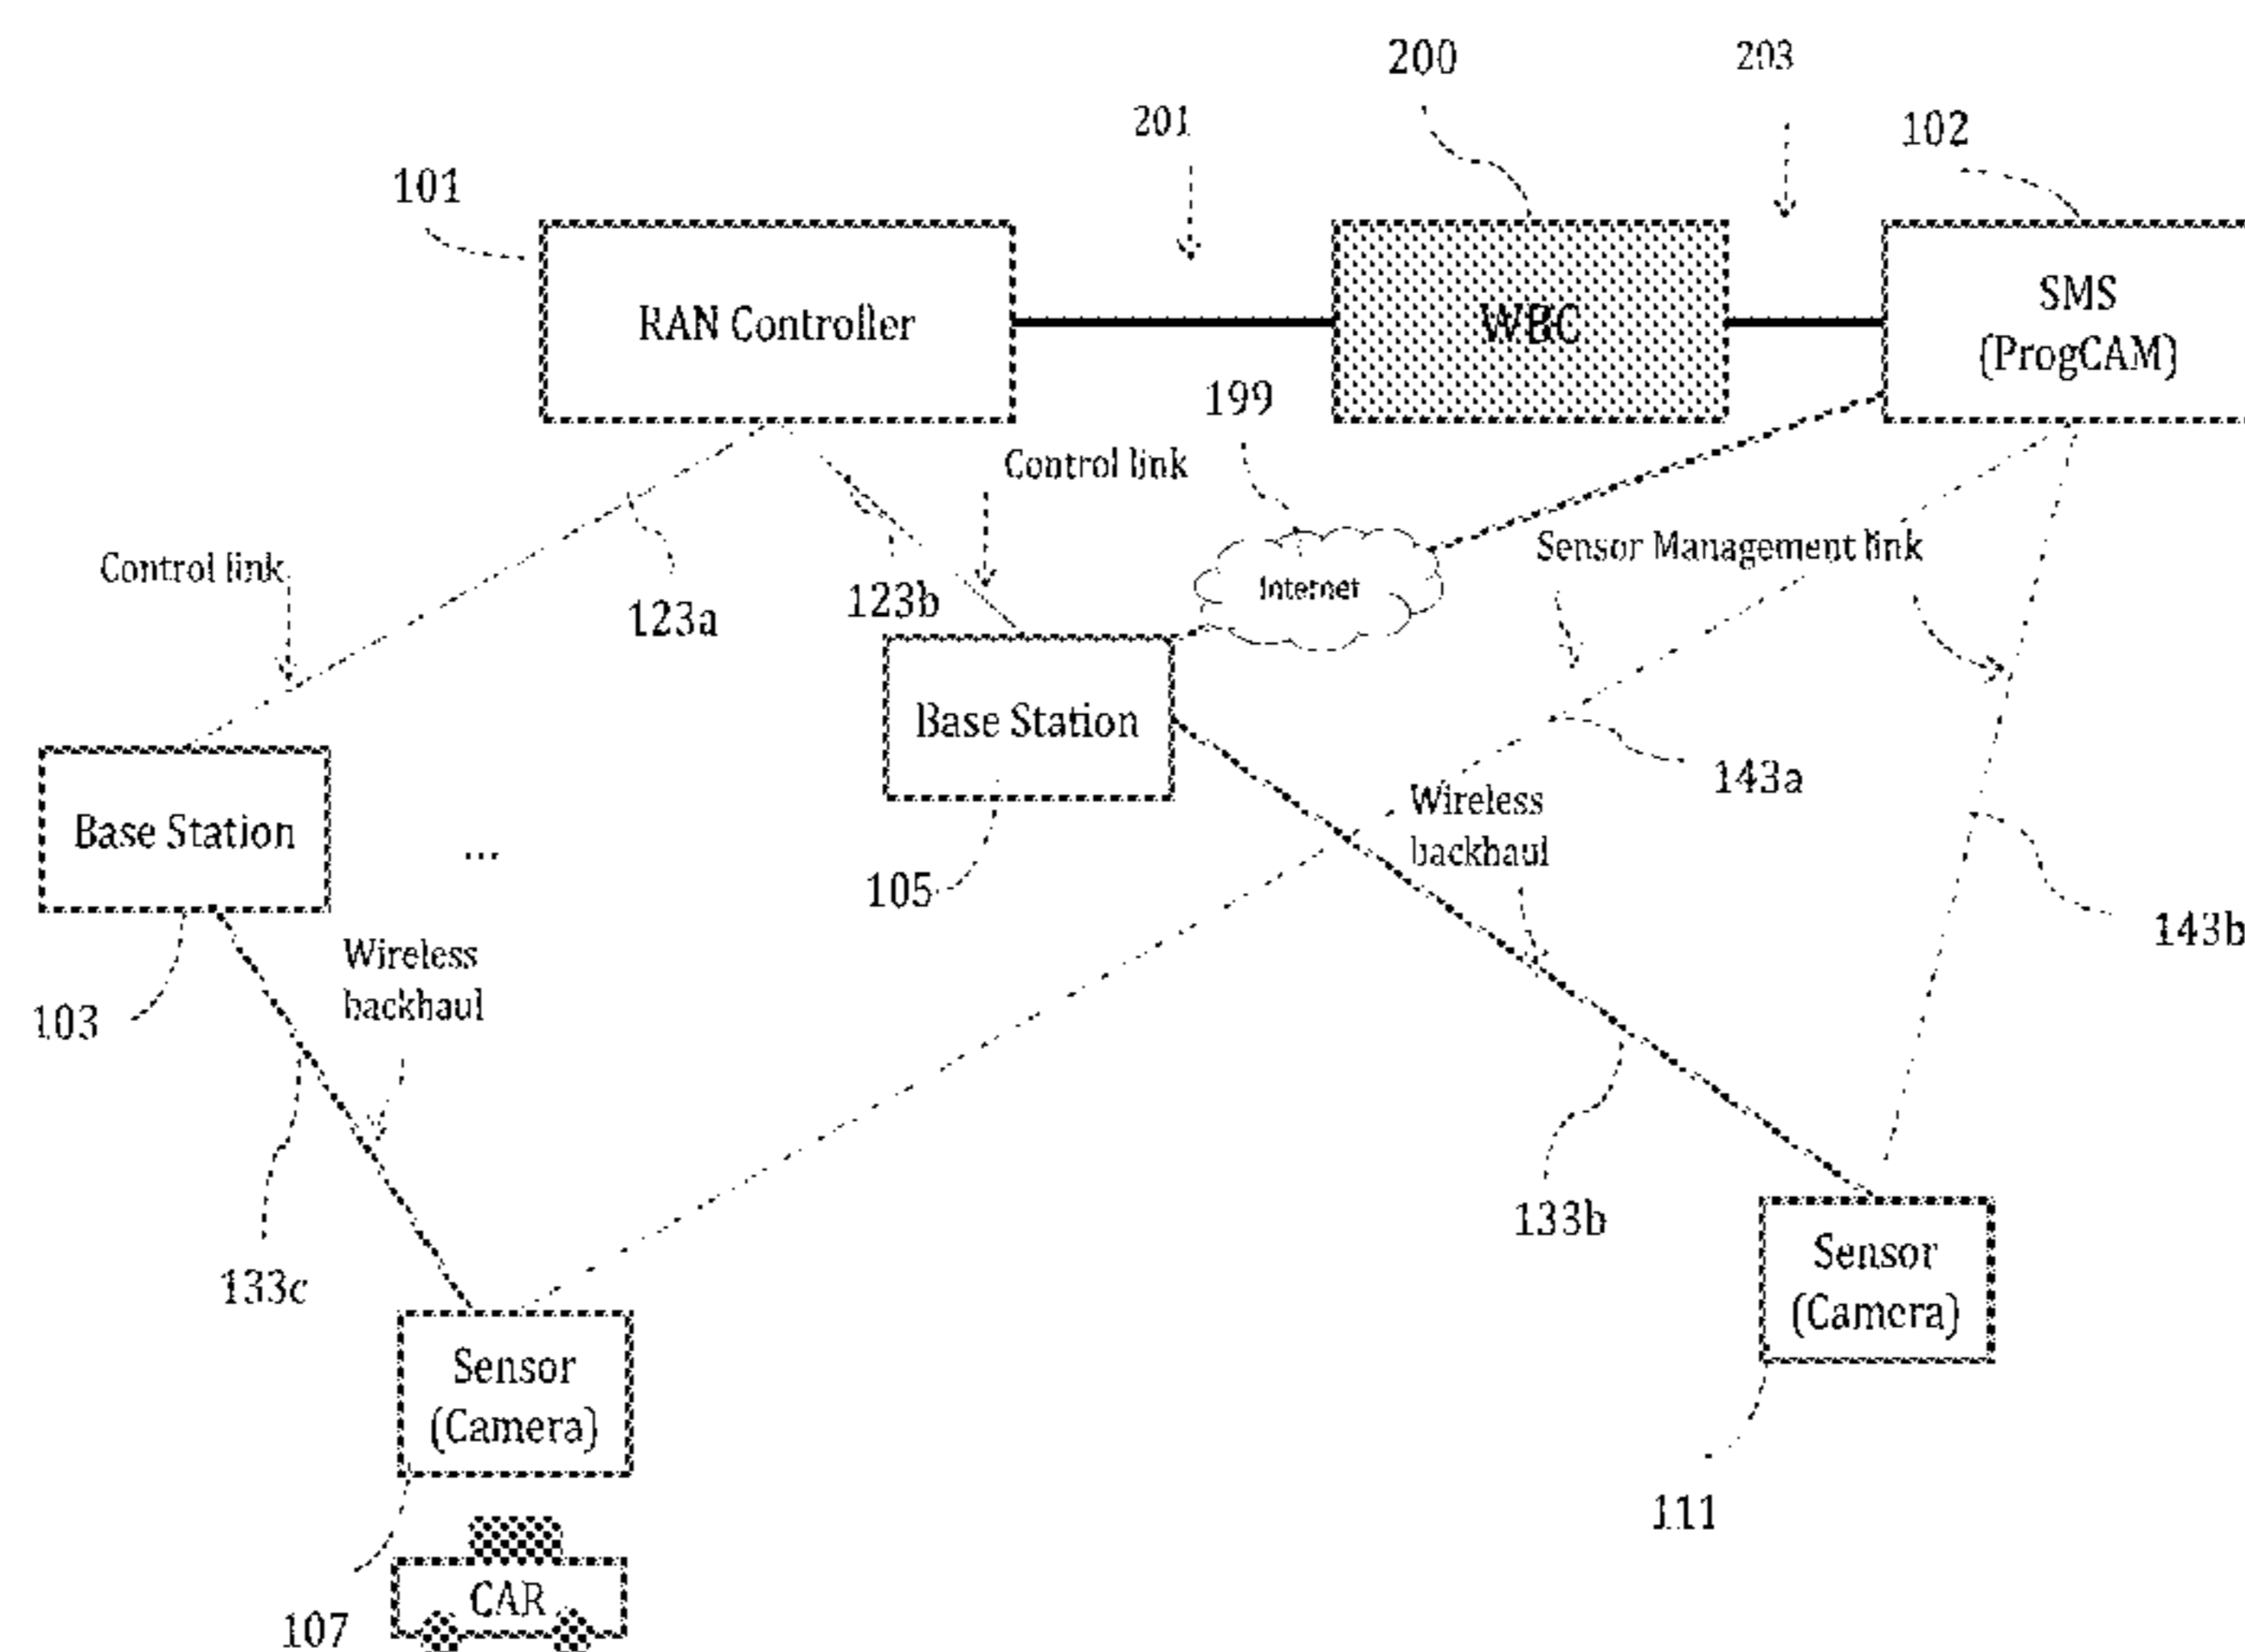 200
203
201
102
101
RAN Controller
WBC
SMS
(ProgCAM)
199
Control link
Control link
Internet
Sensor Management link
123a
123b
Base Station
Base Station
143a
Wireless
backhaul
...
105
143b
Wireless
backhaul
103
133c
133b
Sensor
(Camera)
Sensor
(Camera)
111
CAR
107